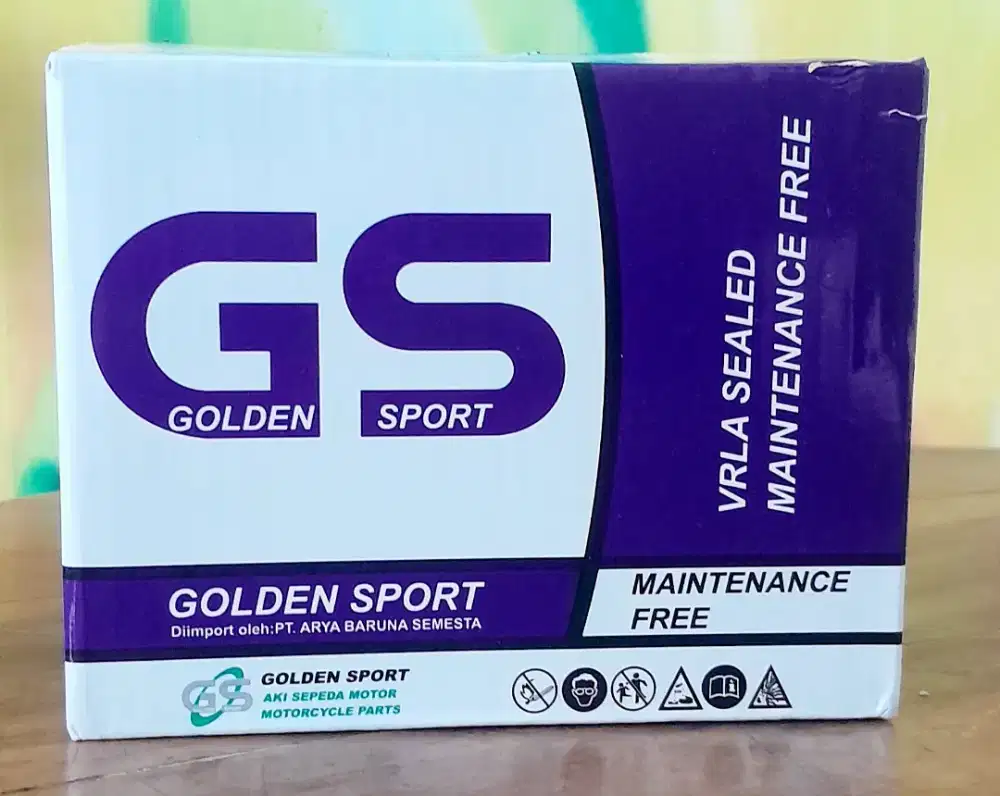 GS
GOLDEN SPORT
VRLA SEALED
MAINTENANCE FREE
GOLDEN SPORT
Diimport oleh:PT. ARYA BARUNA SEMESTA
MAINTENANCE
FREE
GS
GOLDEN SPORT
AKI SEPEDA MOTOR
MOTORCYCLE PARTS